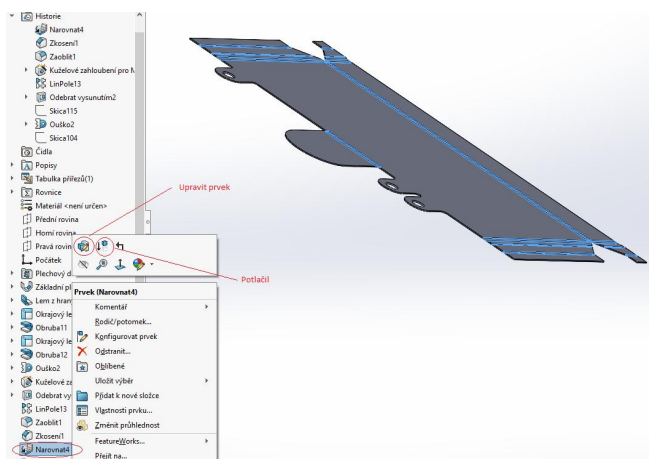 Historie
Narovnat4
Zkosení1
Zaoblit1
Kuželové zahloubení pro
LinPole13
Odebrat vysunutím2
Skica115
Ouško2
Skica104
Čidla
Popisy
Tabulka přířezů(1)
Rovnice
Materiál <není určen>
Přední rovina
Horní rovina
Pravá rovin
Počátek
Plechový d
Základní pl
Lem z hran
Okrajový le
Obruba11
Okrajový le
Obruba12
Ouško2
Kuželové za
Odebrat vy
LinPole13
Zaoblit1
Zkosení1
Narovnat4
Upravit prvek
Potlačil
Prvek (Narovnat4)
Komentář
Rodič/potomek...
Konfigurovat prvek
Odstranit...
Oblíbené
Uložit výběr
Přidat k nové složce
Vlastnosti prvku...
Změnit průhlednost
FeatureWorks...
Přejít na...